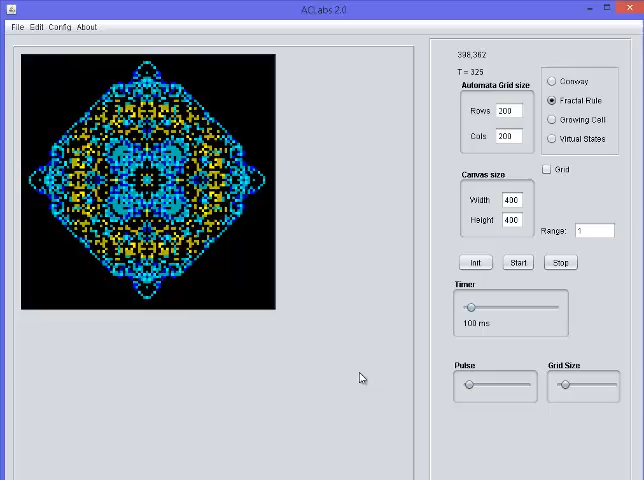 ACLabs 2.0
File Edit Config About
398,362
T = 325
Automata Grid size
Rows 200
Cols 200
Conway
Fractal Rule
Growing Cell
Virtual States
Grid
Canvas size
Width 400
Height 400
Range: 1
Init Start Stop
Timer
100 ms
Pulse Grid Size